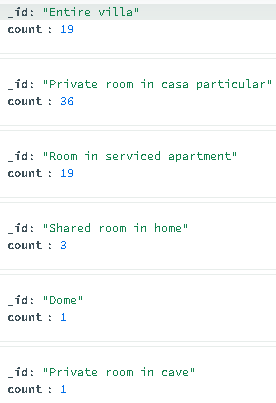 _id: "Entire villa"
count : 19
_id: "Private room in casa particular"
count : 36
_id: "Room in serviced apartment"
count : 19
_id: "Shared room in home"
count : 3
_id: "Dome"
count : 1
_id: "Private room in cave"
count : 1